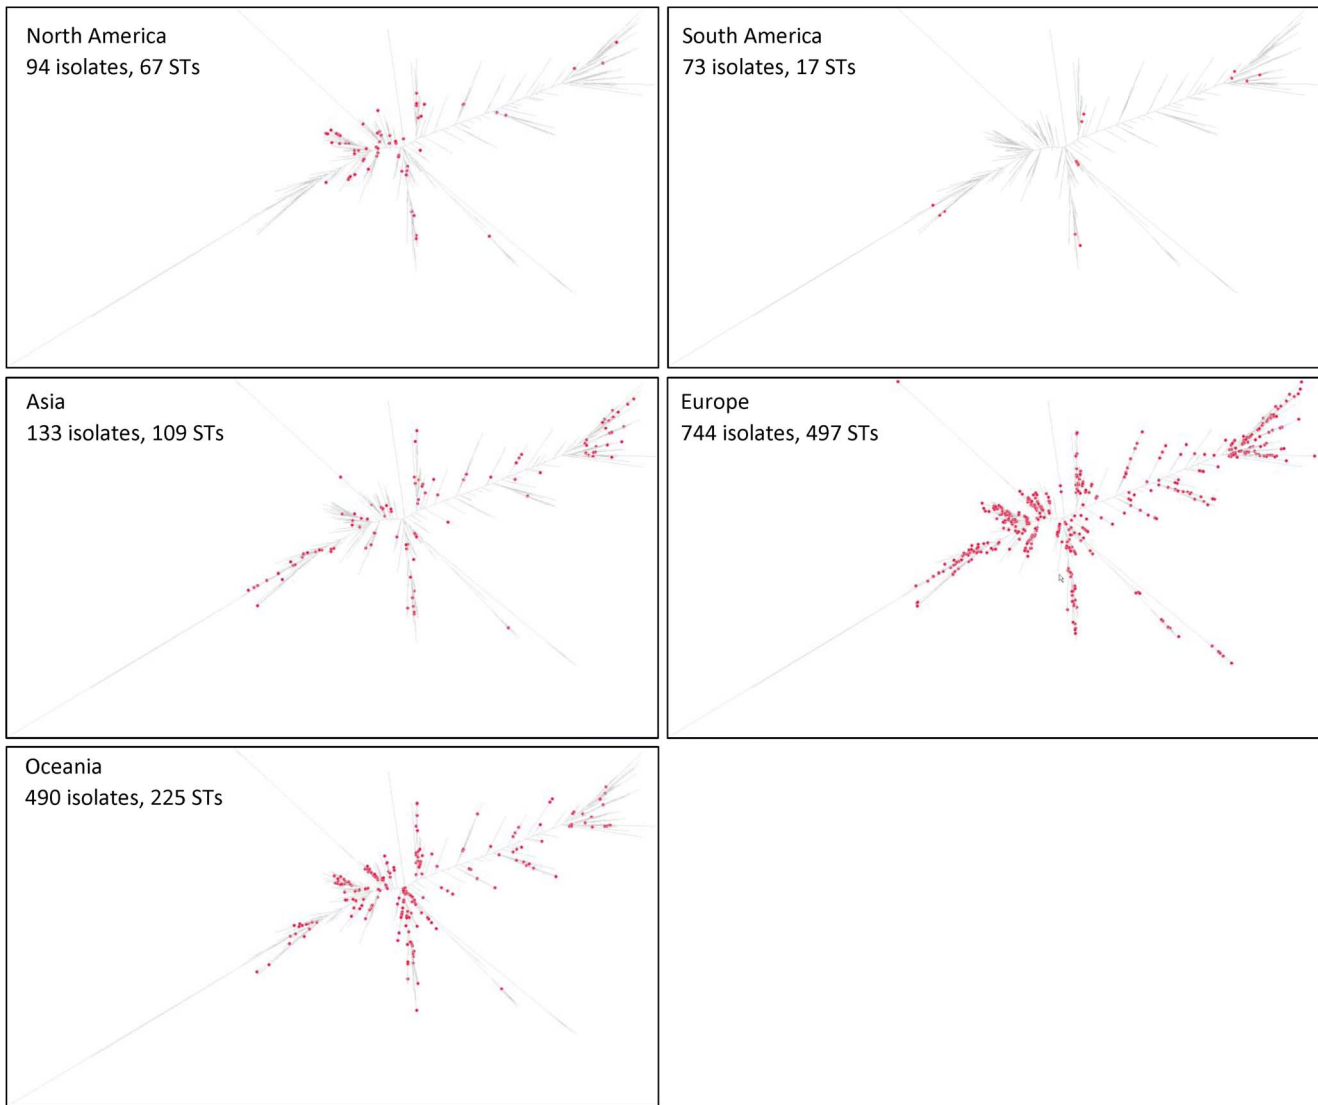 North America
94 isolates, 67 STs
South America
73 isolates, 17 STs
Asia
133 isolates, 109 STs
Europe
744 isolates, 497 STs
Oceania
490 isolates, 225 STs